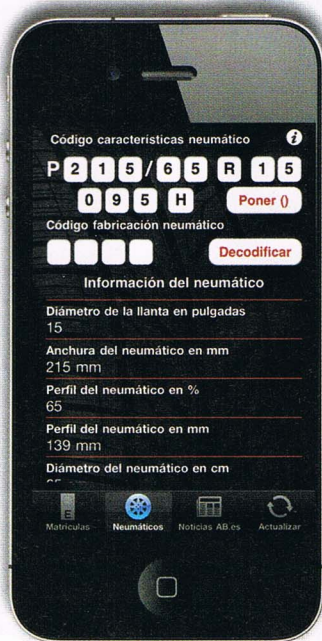 Código características neumático i
P 2 1 5 / 6 5 R 1 5
0 9 5 H Poner ()
Código fabricación neumático
Decodificar
Información del neumático
Diámetro de la llanta en pulgadas
15
Anchura del neumático en mm
215 mm
Perfil del neumático en %
65
Perfil del neumático en mm
139 mm
Diámetro del neumático en cm
E
Matrículas Neumáticos Noticias AB.es Actualizar